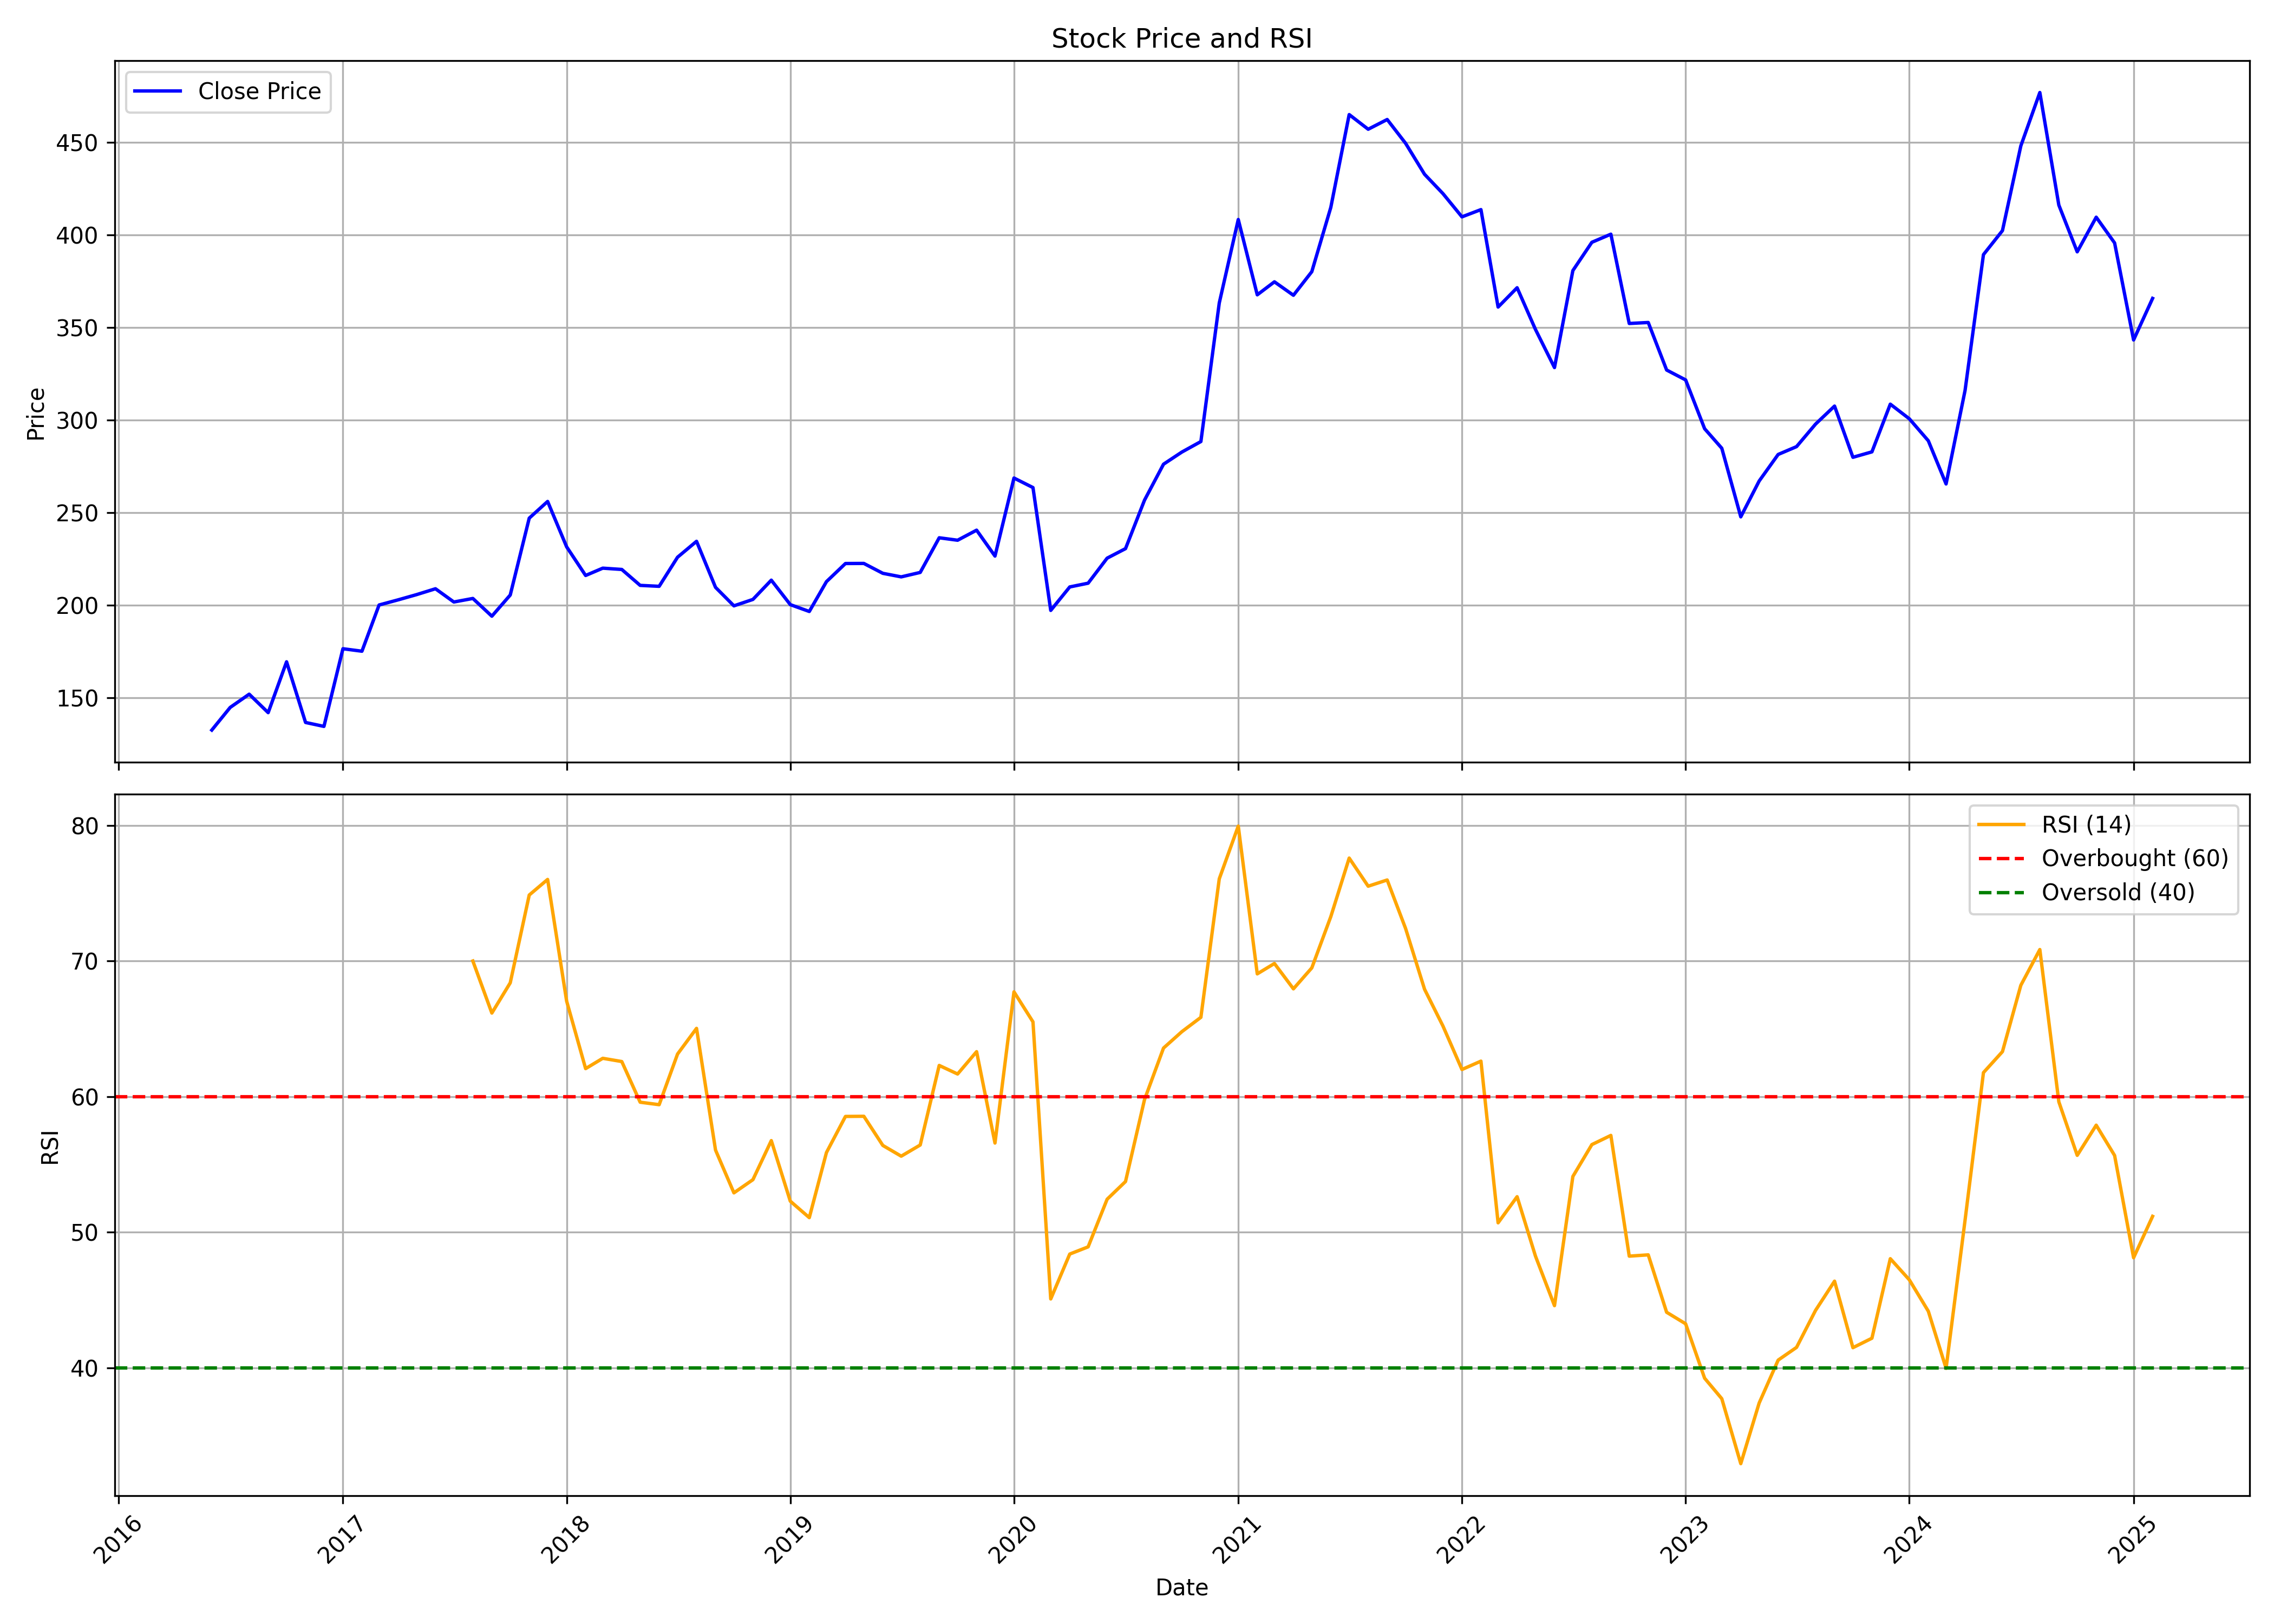 Stock Price and RSI
Close Price
450
400
350
300
250
200
150
Price
80
70
60
50
40
RSI
RSI (14)
Overbought (60)
Oversold (40)
2016
2017
2018
2019
2020
2021
2022
2023
2024
2025
Date